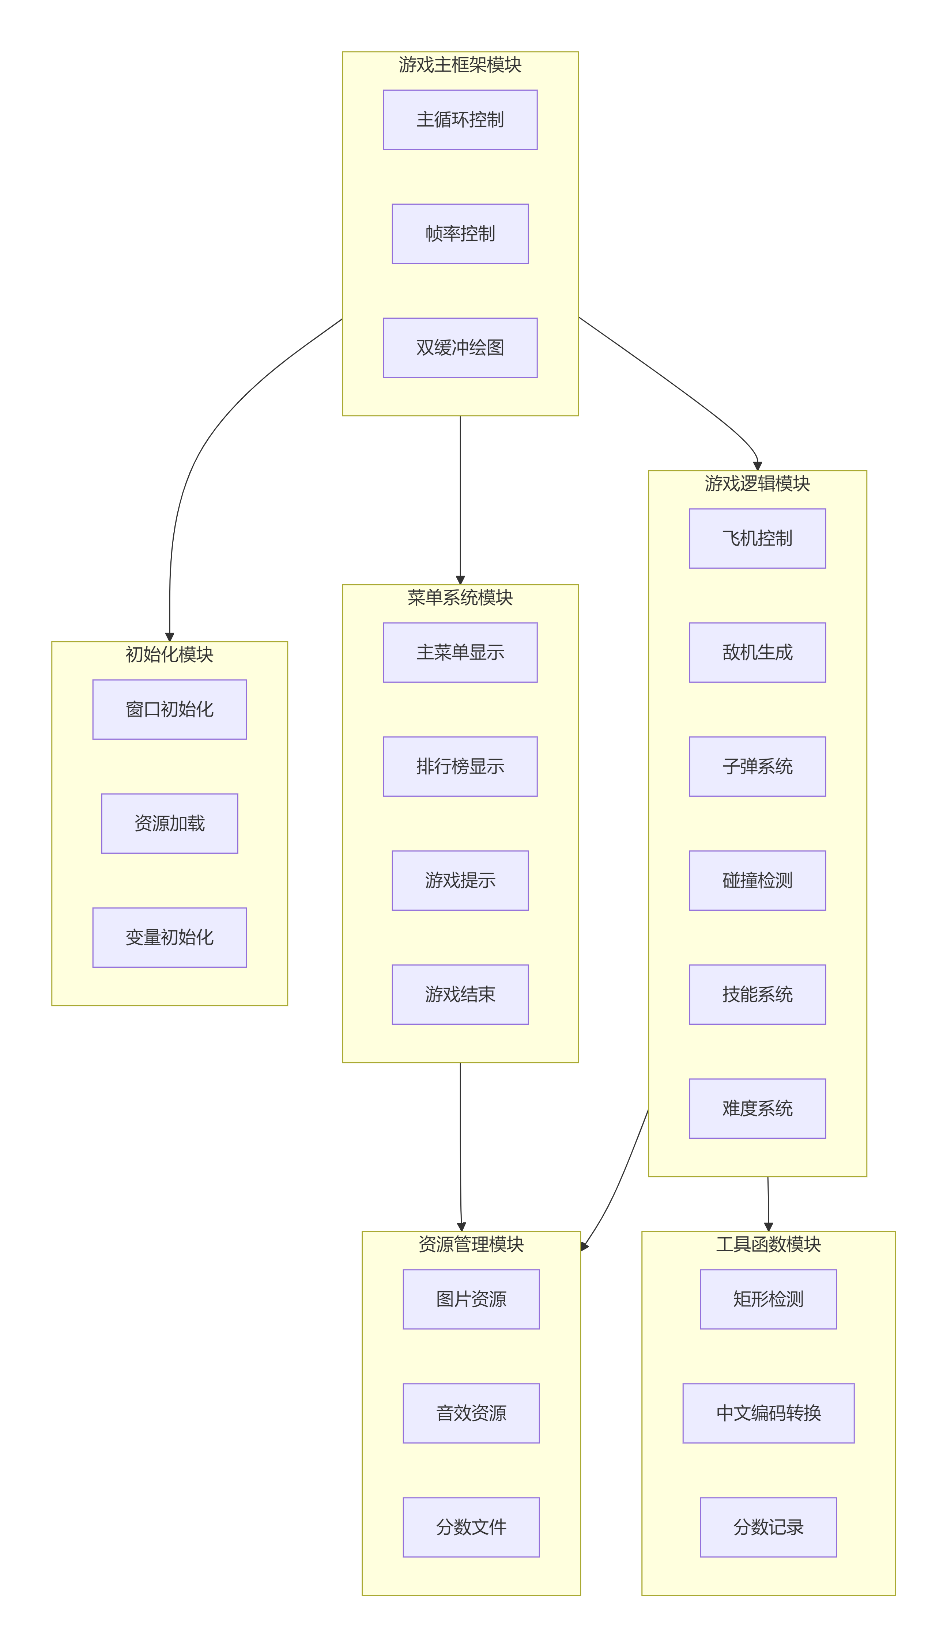 游戏主框架模块
主循环控制
帧率控制
双缓冲绘图
初始化模块
窗口初始化
资源加载
变量初始化
菜单系统模块
主菜单显示
排行榜显示
游戏提示
游戏结束
游戏逻辑模块
飞机控制
敌机生成
子弹系统
碰撞检测
技能系统
难度系统
资源管理模块
图片资源
音效资源
分数文件
工具函数模块
矩形检测
中文编码转换
分数记录